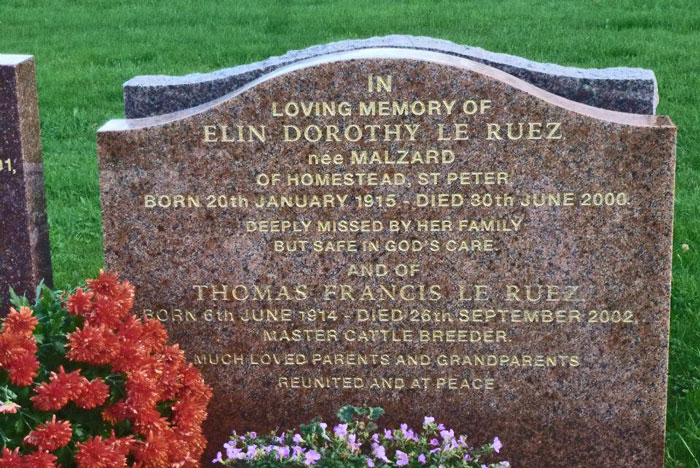 IN
LOVING MEMORY OF
ELIN DOROTHY LE RUEZ
née MALZARD
OF HOMESTEAD, ST PETER.
BORN 20th JANUARY 1915 - DIED 30th JUNE 2000.
DEEPLY MISSED BY HER FAMILY
BUT SAFE IN GOD'S CARE.
AND OF
THOMAS FRANCIS LE RUEZ,
BORN 6th JUNE 1914 - DIED 26th SEPTEMBER 2002,
MASTER CATTLE BREEDER.
MUCH LOVED PARENTS AND GRANDPARENTS
REUNITED AND AT PEACE